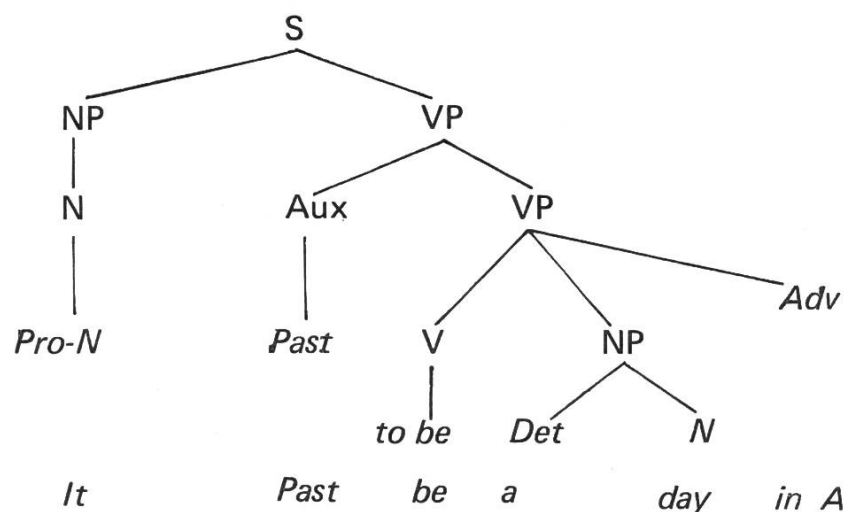 S
NP VP
N Aux VP
Adv
Pro-N Past V NP
to be Det N
It Past be a day in A